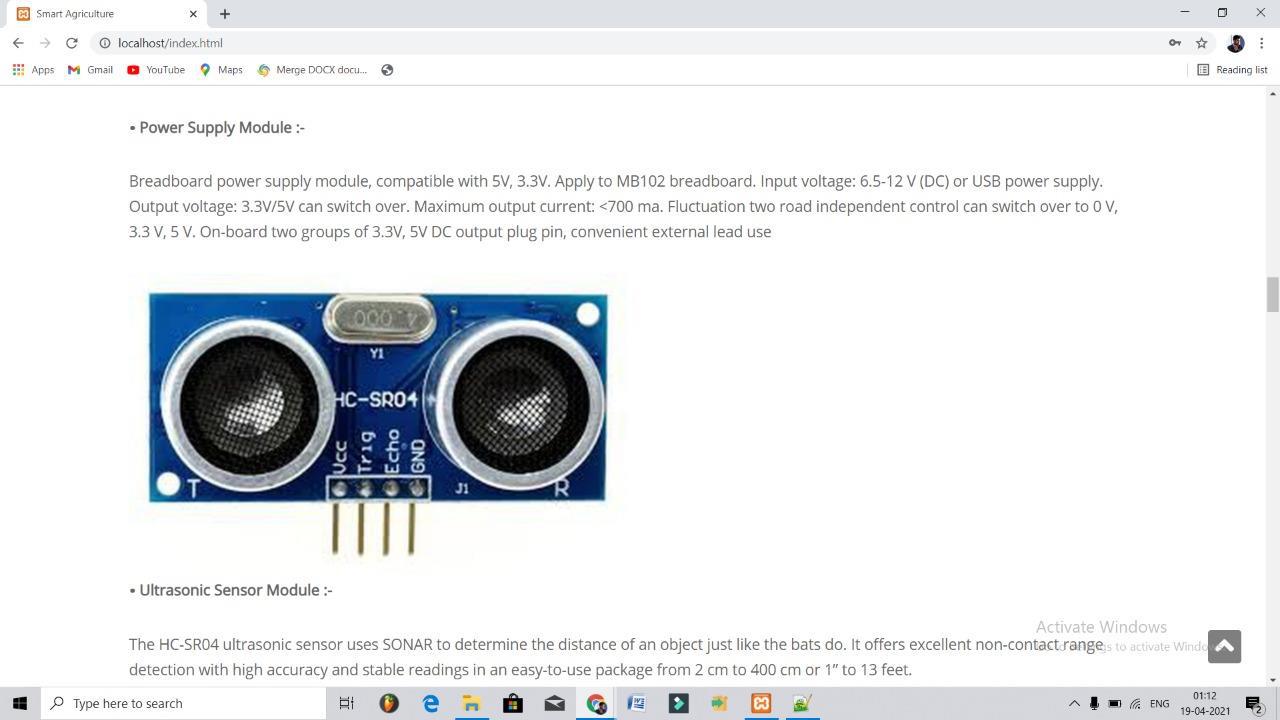 Smart Agriculture
localhost/index.html
Apps Gmail YouTube Maps Merge DOCX docu... Reading list
• Power Supply Module :-
Breadboard power supply module, compatible with 5V, 3.3V. Apply to MB102 breadboard. Input voltage: 6.5-12 V (DC) or USB power supply.
Output voltage: 3.3V/5V can switch over. Maximum output current: <700 ma. Fluctuation two road independent control can switch over to 0 V,
3.3 V, 5 V. On-board two groups of 3.3V, 5V DC output plug pin, convenient external lead use
Y1
HC-SR04
Vcc
Trig
Echo
GND
T J1 R
• Ultrasonic Sensor Module :-
The HC-SR04 ultrasonic sensor uses SONAR to determine the distance of an object just like the bats do. It offers excellent non-contact range
detection with high accuracy and stable readings in an easy-to-use package from 2 cm to 400 cm or 1” to 13 feet.
Activate Windows
to activate
Type here to search
ENG
01:12
19-04-2021
2